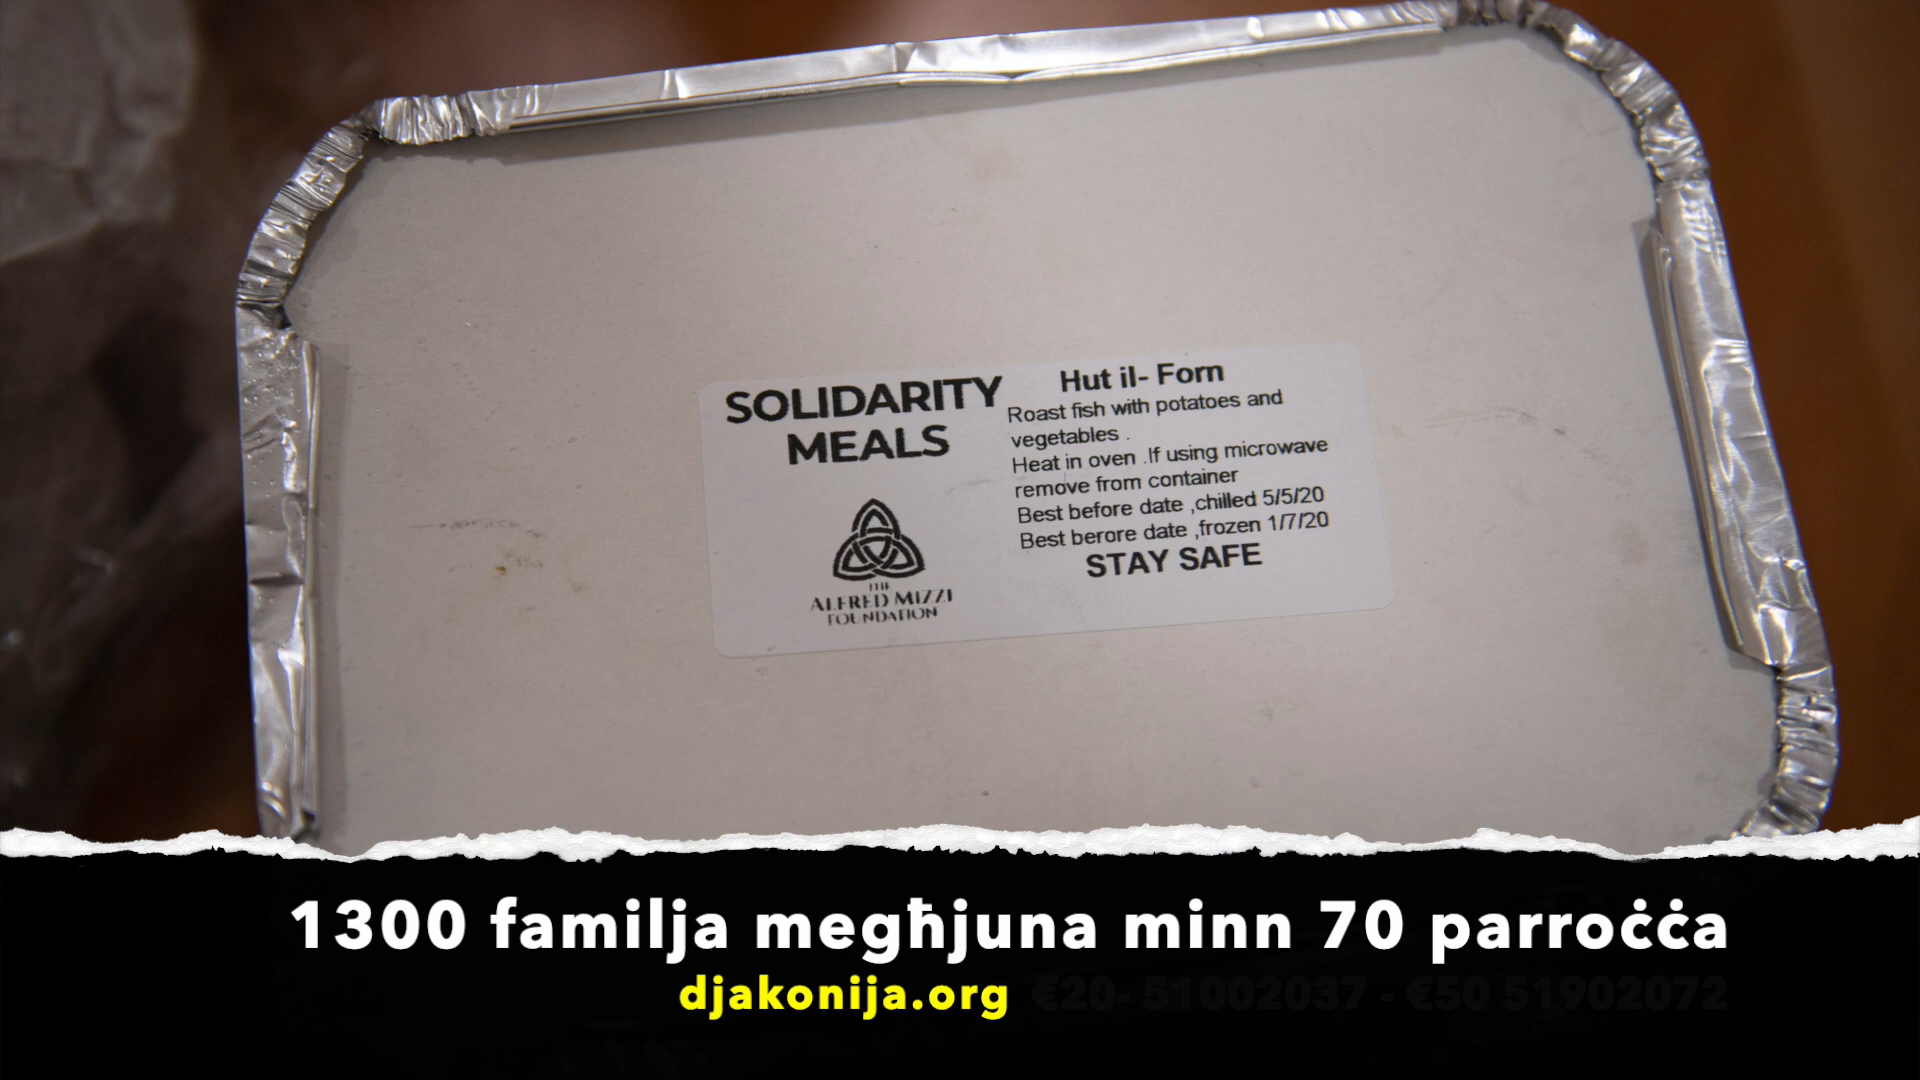 SOLIDARITY
MEALS
THE
ALFRED MIZZI
FOUNDATION
Hut il- Forn
Roast fish with potatoes and
vegetables .
Heat in oven .If using microwave
remove from container
Best before date ,chilled 5/5/20
Best berore date ,frozen 1/7/20
STAY SAFE
1300 familja megħjuna minn 70 parroċċa
djakonija.org €20- 51002037 - €50 51902072